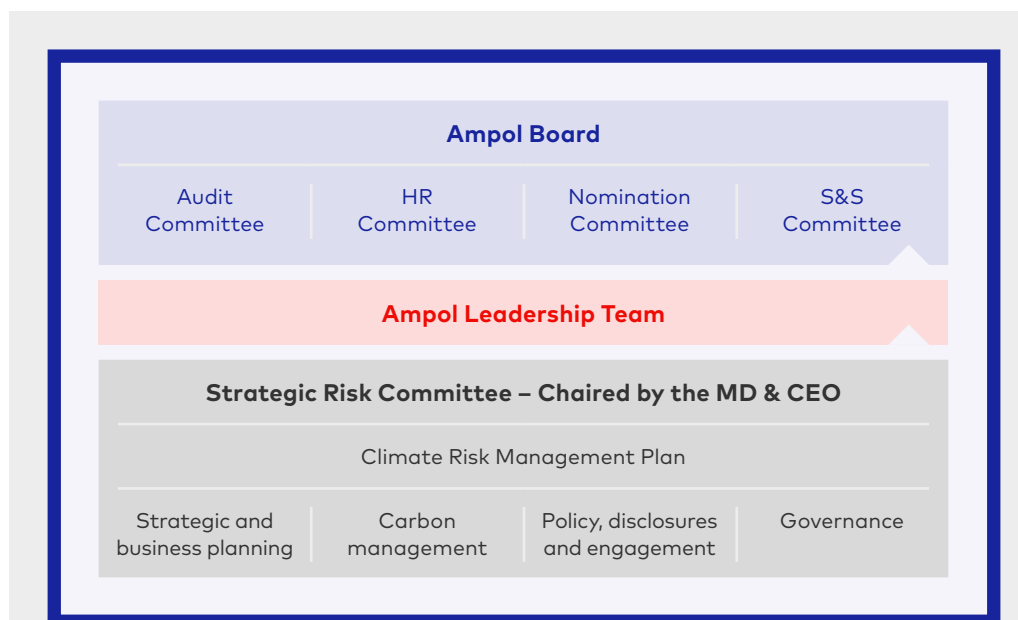 Ampol Board
Audit
Committee
HR
Committee
Nomination
Committee
S&S
Committee
Ampol Leadership Team
Strategic Risk Committee – Chaired by the MD & CEO
Climate Risk Management Plan
Strategic and
business planning
Carbon
management
Policy, disclosures
and engagement
Governance